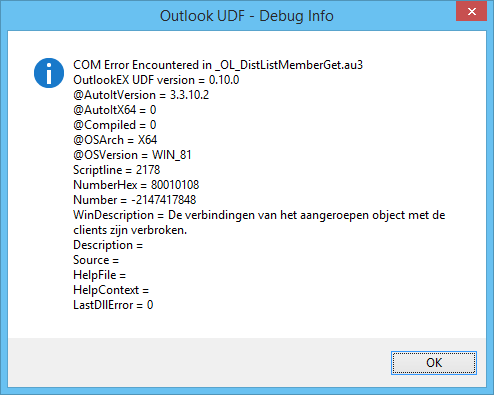 Outlook UDF - Debug Info
COM Error Encountered in _OL_DistListMemberGet.au3
OutlookEX UDF version = 0.10.0
@AutoItVersion = 3.3.10.2
@AutoItX64 = 0
@Compiled = 0
@OSArch = X64
@OSVersion = WIN_81
Scriptline = 2178
NumberHex = 80010108
Number = -2147417848
WinDescription = De verbindingen van het aangeroepen object met de
clients zijn verbroken.
Description =
Source =
HelpFile =
HelpContext =
LastDllError = 0
OK